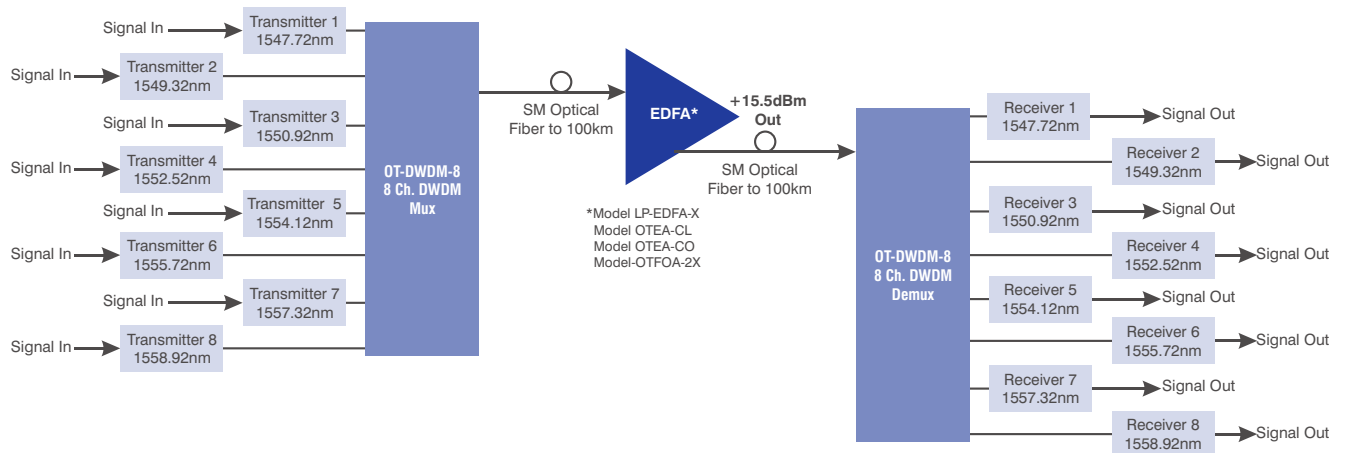 Signal In
Transmitter 1
1547.72nm
Signal In
Transmitter 2
1549.32nm
Signal In
Transmitter 3
1550.92nm
Signal In
Transmitter 4
1552.52nm
Signal In
Transmitter 5
1554.12nm
Signal In
Transmitter 6
1555.72nm
Signal In
Transmitter 7
1557.32nm
Signal In
Transmitter 8
1558.92nm
OT-DWDM-8
8 Ch. DWDM
Mux
SM Optical
Fiber to 100km
EDFA*
+15.5dBm
Out
SM Optical
Fiber to 100km
*Model LP-EDFA-X
Model OTEA-CL
Model OTEA-CO
Model-OTFOA-2X
OT-DWDM-8
8 Ch. DWDM
Demux
Receiver 1
1547.72nm
Signal Out
Receiver 2
1549.32nm
Signal Out
Receiver 3
1550.92nm
Signal Out
Receiver 4
1552.52nm
Signal Out
Receiver 5
1554.12nm
Signal Out
Receiver 6
1555.72nm
Signal Out
Receiver 7
1557.32nm
Signal Out
Receiver 8
1558.92nm
Signal Out